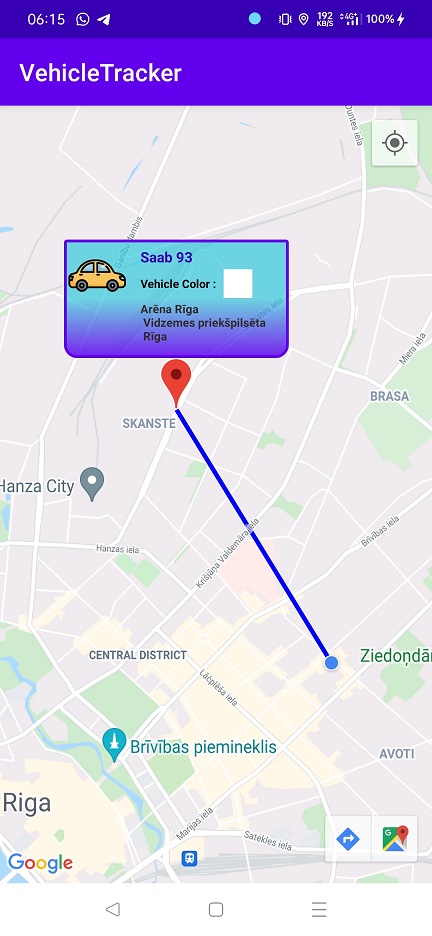 06:15
192
KB/S
4G+
100%
VehicleTracker
Duntes iela
Ganību dambis
Saab 93
Vehicle Color :
Arēna Rīga
Vidzemes priekšpilsēta
Rīga
Miera iela
BRASA
SKANSTE
Hanza City
Hanzas iela
Krišjāņa Valdemāra iela
Brīvības iela
CENTRAL DISTRICT
Ziedoņdār
Lāčplēša iela
Brīvības piemineklis
AVOTI
Riga
Marijas iela
Satekles iela
Google
G